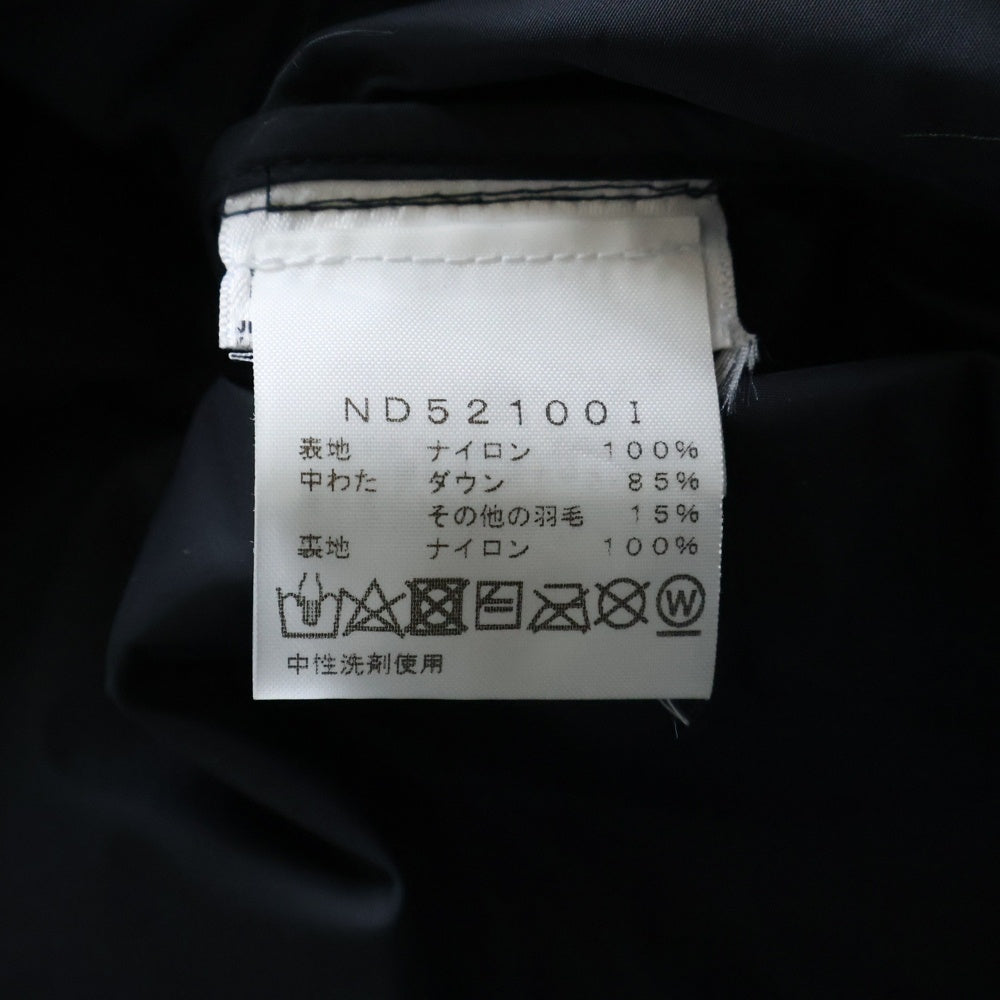 ND52100I
表地 ナイロン 100%
中わた ダウン 85%
その他の羽毛 15%
裏地 ナイロン 100%
W
中性洗剤使用